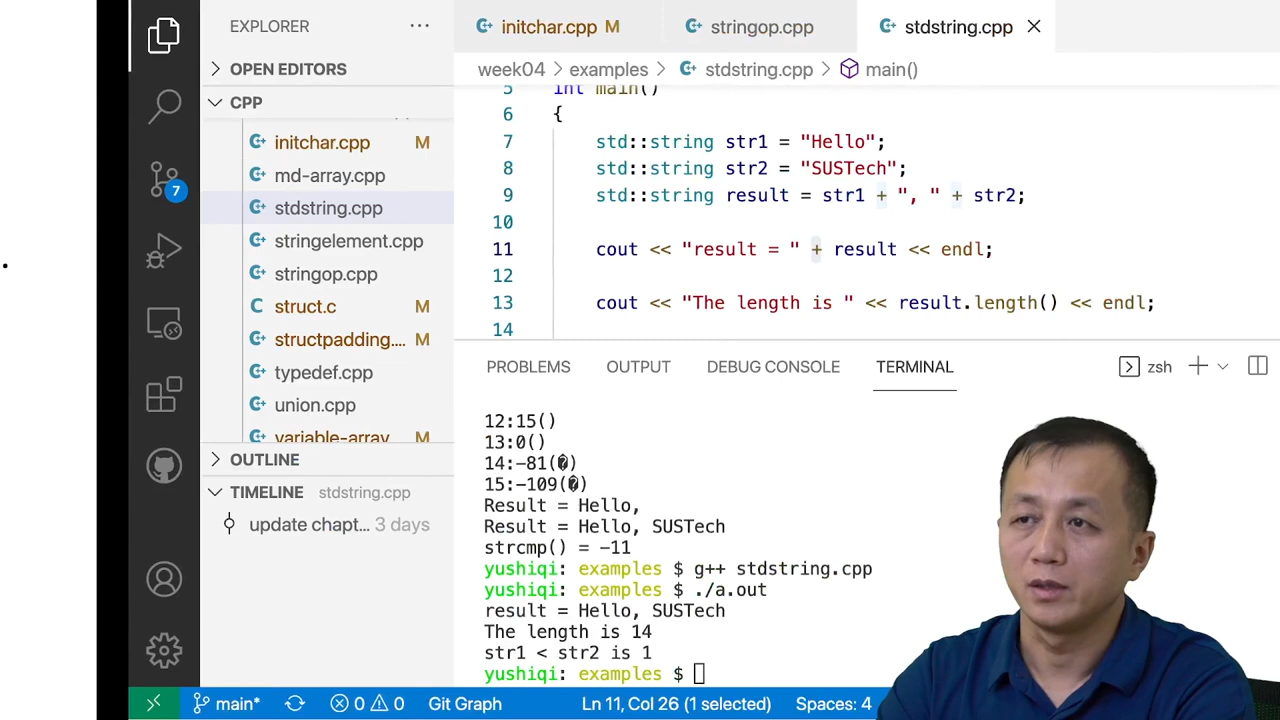 EXPLORER
OPEN EDITORS
CPP
initchar.cpp M
md-array.cpp
stdstring.cpp
stringelement.cpp
stringop.cpp
struct.c M
structpadding.... M
typedef.cpp
union.cpp
variable-array M
OUTLINE
TIMELINE stdstring.cpp
update chapt... 3 days
7
initchar.cpp M
stringop.cpp
stdstring.cpp
week04 > examples > stdstring.cpp > main()
5 int main()
6 {
7 std::string str1 = "Hello";
8 std::string str2 = "SUSTech";
9 std::string result = str1 + ", " + str2;
10
11 cout << "result = " + result << endl;
12
13 cout << "The length is " << result.length() << endl;
14
PROBLEMS OUTPUT DEBUG CONSOLE TERMINAL
zsh
12:15()
13:0()
14:-81(�)
15:-109(�)
Result = Hello,
Result = Hello, SUSTech
strcmp() = -11
yushiqi: examples $ g++ stdstring.cpp
yushiqi: examples $ ./a.out
result = Hello, SUSTech
The length is 14
str1 < str2 is 1
yushiqi: examples $
main* 0 0 Git Graph Ln 11, Col 26 (1 selected) Spaces: 4